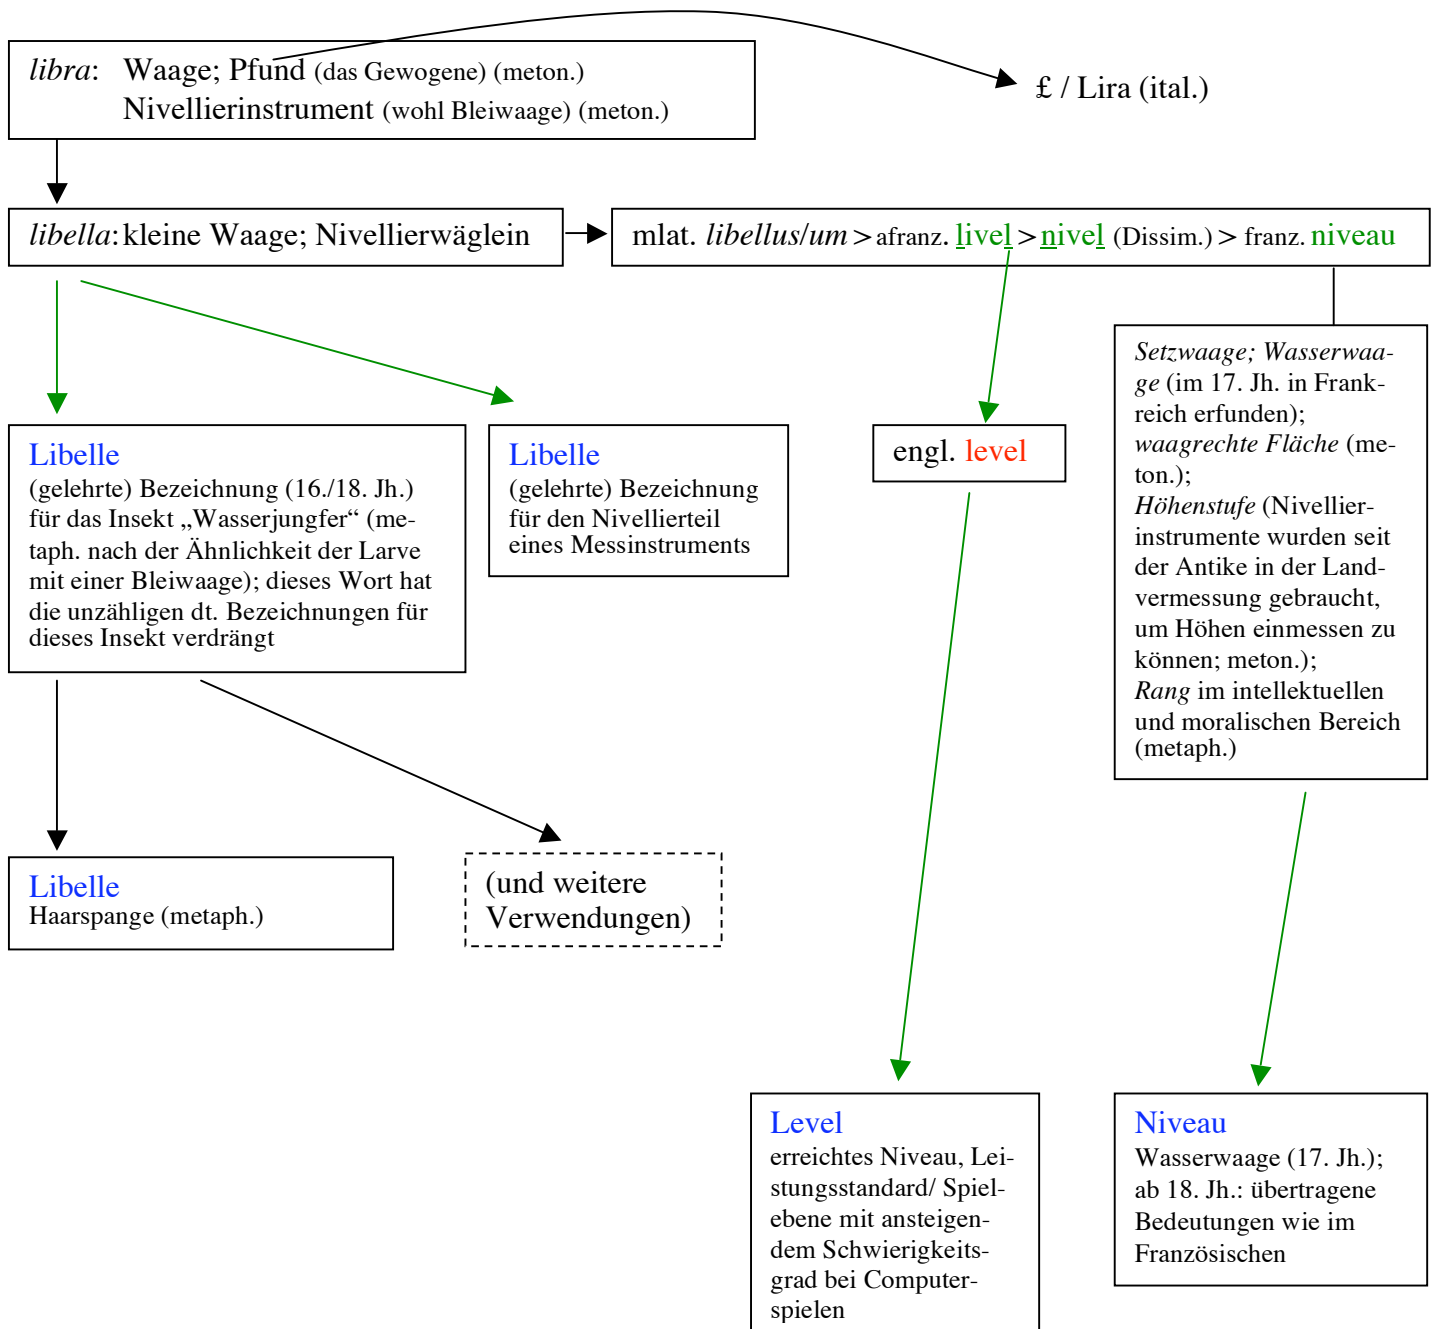 libra: Waage; Pfund (das Gewogene) (meton.)
Nivellierinstrument (wohl Bleiwaage) (meton.)
£ / Lira (ital.)
libella: kleine Waage; Nivellierwäglein
mlat. libellus/um > afranz. livel > nivel (Dissim.) > franz. niveau
Setzwaage; Wasserwaa-
ge (im 17. Jh. in Frank-
reich erfunden);
waagrechte Fläche (me-
ton.);
Höhenstufe (Nivellier-
instrumente wurden seit
der Antike in der Land-
vermessung gebraucht,
um Höhen einmessen zu
können; meton.);
Rang im intellektuellen
und moralischen Bereich
(metaph.)
Libelle
(gelehrte) Bezeichnung (16./18. Jh.)
für das Insekt „Wasserjungfer“ (me-
taph. nach der Ähnlichkeit der Larve
mit einer Bleiwaage); dieses Wort hat
die unzähligen dt. Bezeichnungen für
dieses Insekt verdrängt
Libelle
(gelehrte) Bezeichnung
für den Nivellierteil
eines Messinstruments
engl. level
Libelle
Haarspange (metaph.)
(und weitere
Verwendungen)
Level
erreichtes Niveau, Lei-
stungsstandard/ Spiel-
ebene mit ansteigen-
dem Schwierigkeits-
grad bei Computer-
spielen
Niveau
Wasserwaage (17. Jh.);
ab 18. Jh.: übertragene
Bedeutungen wie im
Französischen